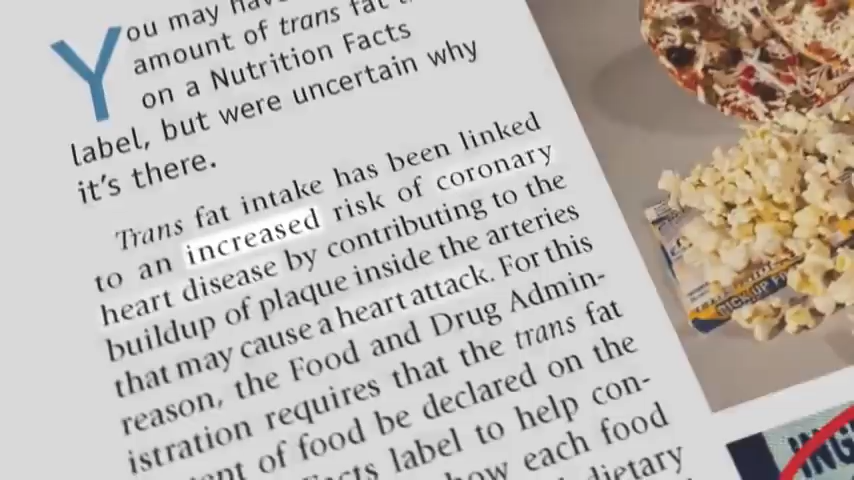 You may
amount of trans fat
on a Nutrition Facts
label, but were uncertain why
it's there.
Trans fat intake has been linked
to an increased risk of coronary
heart disease by contributing to the
buildup of plaque inside the arteries
that may cause a heart attack. For this
reason, the Food and Drug Admin-
istration requires that the trans fat
of food be declared on the
label to help con-
each food
dietary
PICK UP